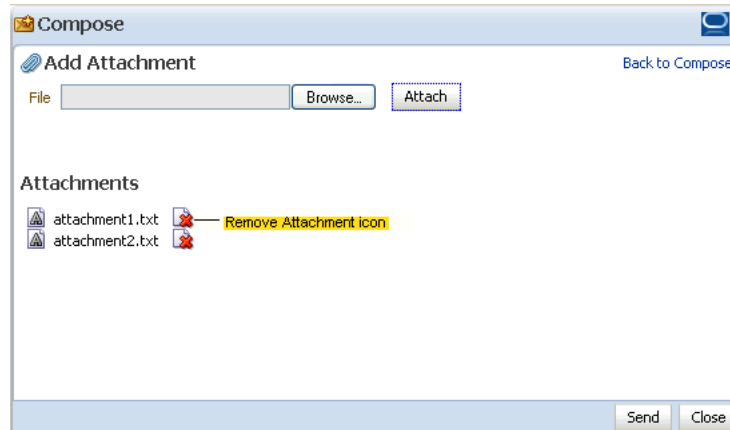 Compose
Add Attachment
Back to Compose
File Browse... Attach
Attachments
attachment1.txt Remove Attachment icon
attachment2.txt
Send Close